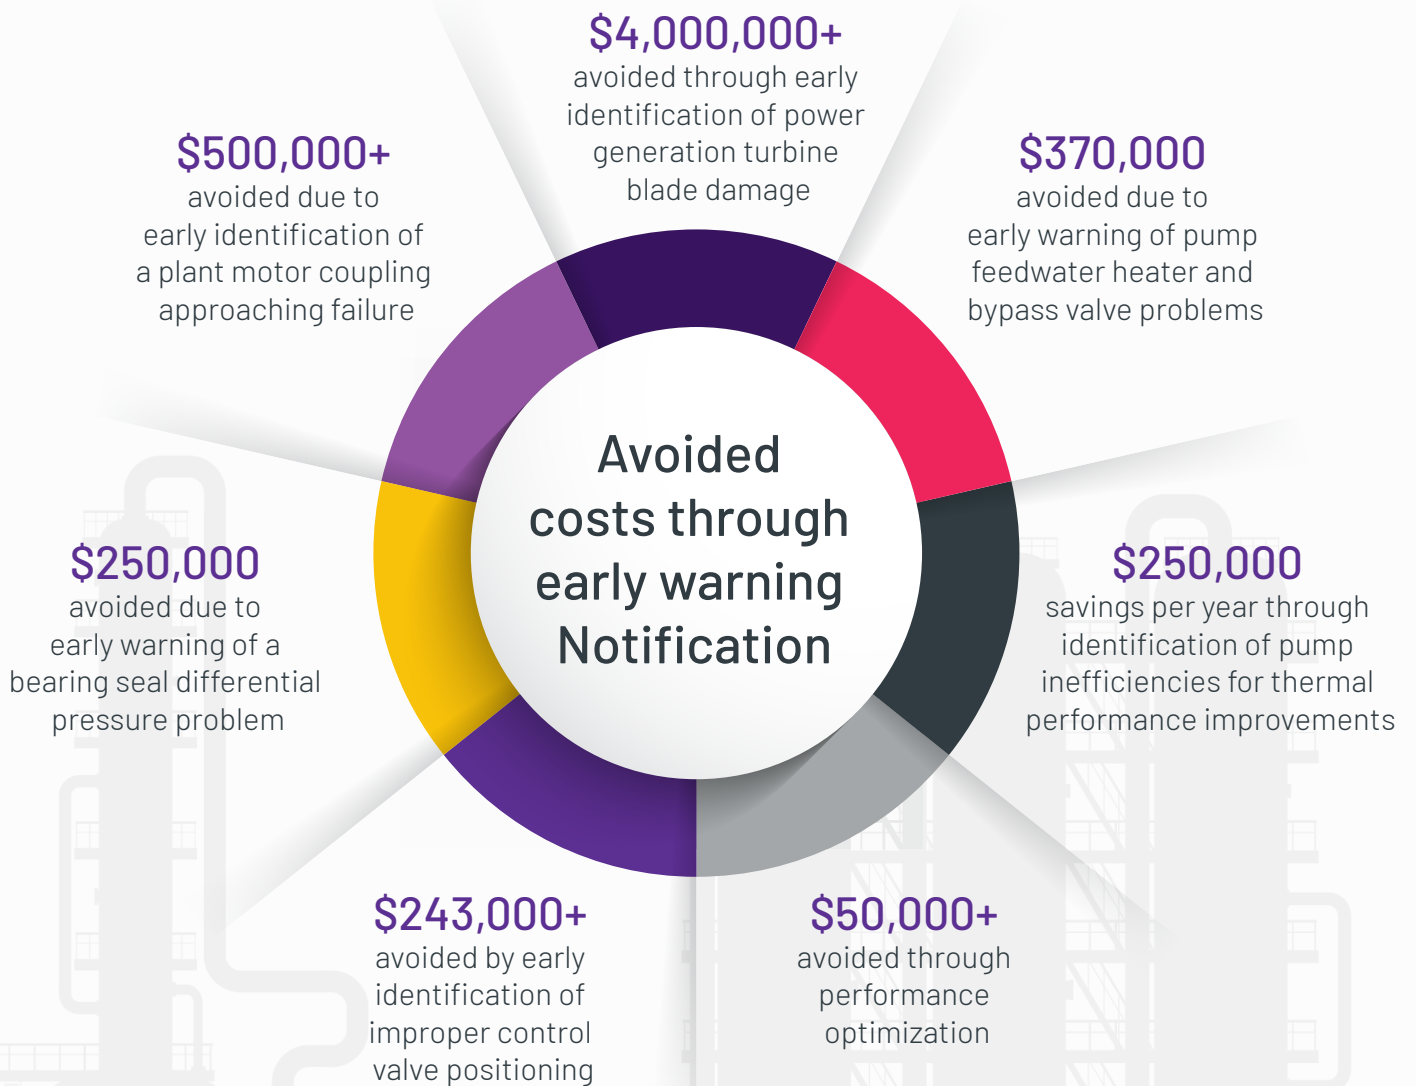 $4,000,000+
avoided through early
identification of power
generation turbine
blade damage
$500,000+
avoided due to
early identification of
a plant motor coupling
approaching failure
$370,000
avoided due to
early warning of pump
feedwater heater and
bypass valve problems
Avoided
costs through
early warning
Notification
$250,000
avoided due to
early warning of a
bearing seal differential
pressure problem
$250,000
savings per year through
identification of pump
inefficiencies for thermal
performance improvements
$243,000+
avoided by early
identification of
improper control
valve positioning
$50,000+
avoided through
performance
optimization